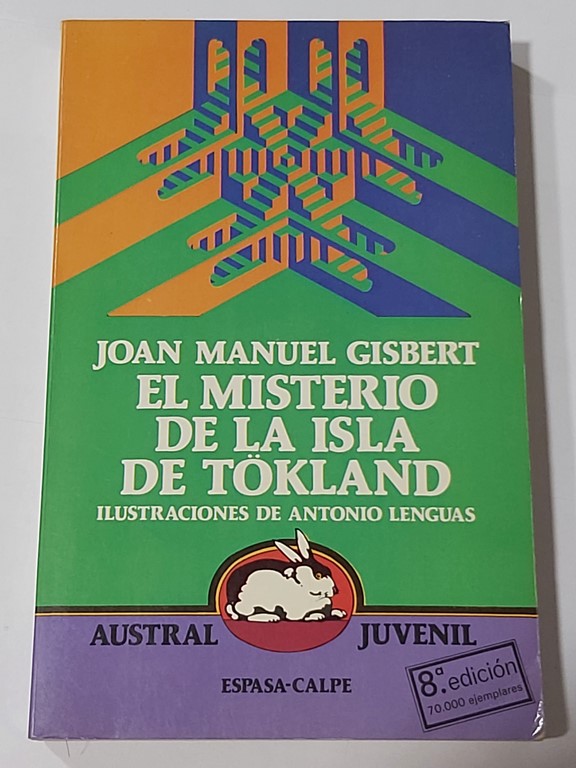 JOAN MANUEL GISBERT
EL MISTERIO
DE LA ISLA
DE TÖKLAND
ILUSTRACIONES DE ANTONIO LENGUAS
AUSTRAL JUVENIL
ESPASA-CALPE
8.ª edición
70.000 ejemplares